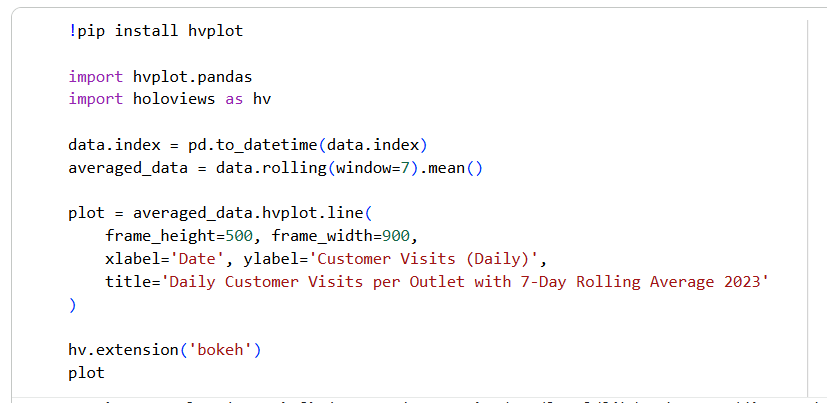 !pip install hvplot
import hvplot.pandas
import holoviews as hv
data.index = pd.to_datetime(data.index)
averaged_data = data.rolling(window=7).mean()
plot = averaged_data.hvplot.line(
frame_height=500, frame_width=900,
xlabel='Date', ylabel='Customer Visits (Daily)',
title='Daily Customer Visits per Outlet with 7-Day Rolling Average 2023'
)
hv.extension('bokeh')
plot